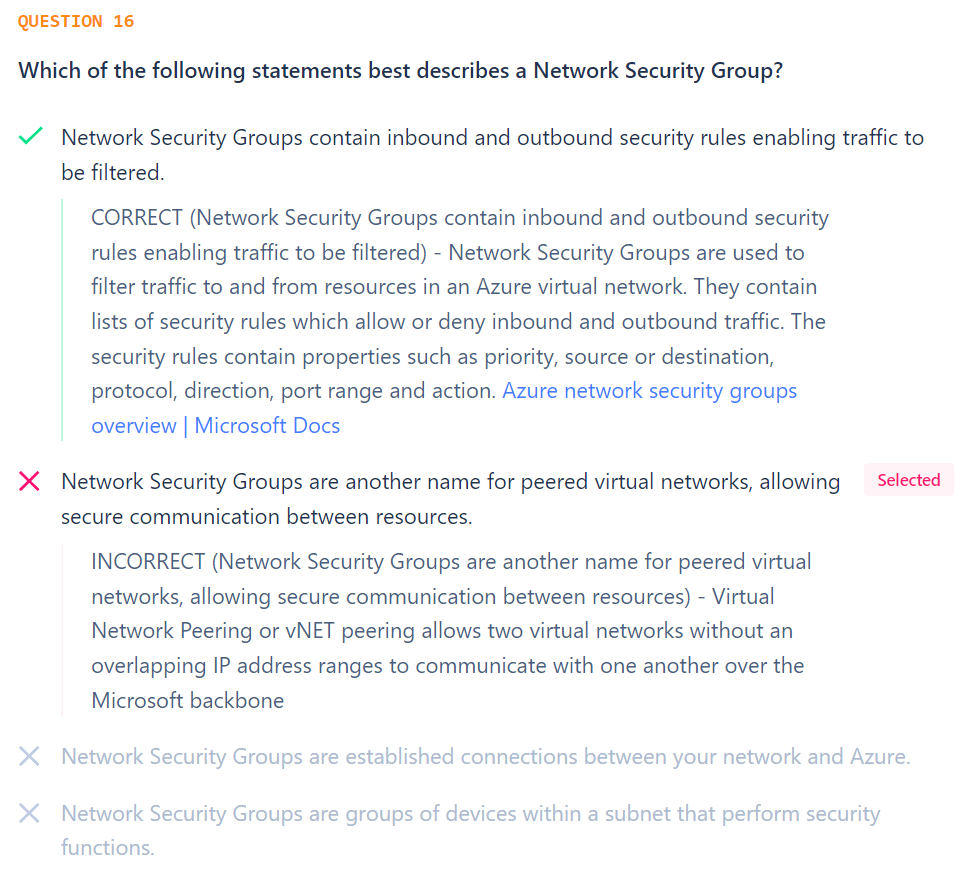 QUESTION 16
Which of the following statements best describes a Network Security Group?
Network Security Groups contain inbound and outbound security rules enabling traffic to
be filtered.
CORRECT (Network Security Groups contain inbound and outbound security
rules enabling traffic to be filtered) - Network Security Groups are used to
filter traffic to and from resources in an Azure virtual network. They contain
lists of security rules which allow or deny inbound and outbound traffic. The
security rules contain properties such as priority, source or destination,
protocol, direction, port range and action. Azure network security groups
overview | Microsoft Docs
Network Security Groups are another name for peered virtual networks, allowing
secure communication between resources.
Selected
INCORRECT (Network Security Groups are another name for peered virtual
networks, allowing secure communication between resources) - Virtual
Network Peering or vNET peering allows two virtual networks without an
overlapping IP address ranges to communicate with one another over the
Microsoft backbone
Network Security Groups are established connections between your network and Azure.
Network Security Groups are groups of devices within a subnet that perform security
functions.